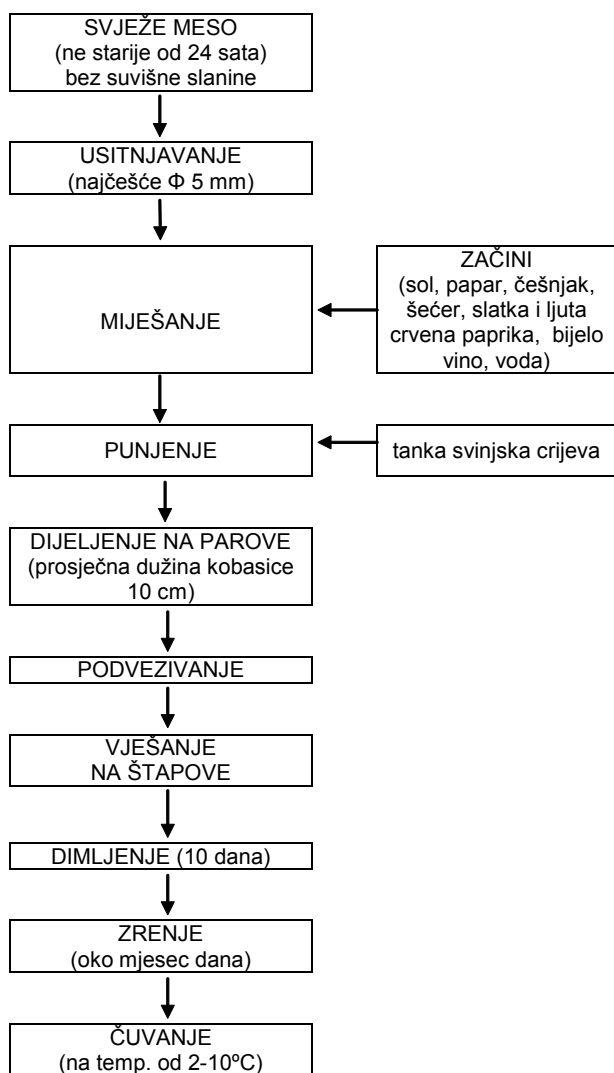 SVJEŽE MESO
(ne starije od 24 sata)
bez suvišne slanine
USITNJAVANJE
(najčešće Φ 5 mm)
MIJEŠANJE
ZAČINI
(sol, papar, češnjak,
šećer, slatka i ljuta
crvena paprika, bijelo
vino, voda)
PUNJENJE
tanka svinjska crijeva
DIJELJENJE NA PAROVE
(prosječna dužina kobasice
10 cm)
PODVEZIVANJE
VJEŠANJE
NA ŠTAPOVE
DIMLJENJE (10 dana)
ZRENJE
(oko mjesec dana)
ČUVANJE
(na temp. od 2-10ºC)